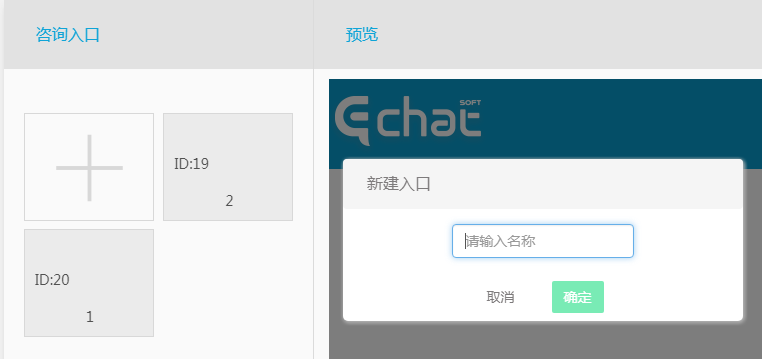 咨询入口
预览
ID:19
2
ID:20
1
chat SOFT
新建入口
请输入名称
取消
确定